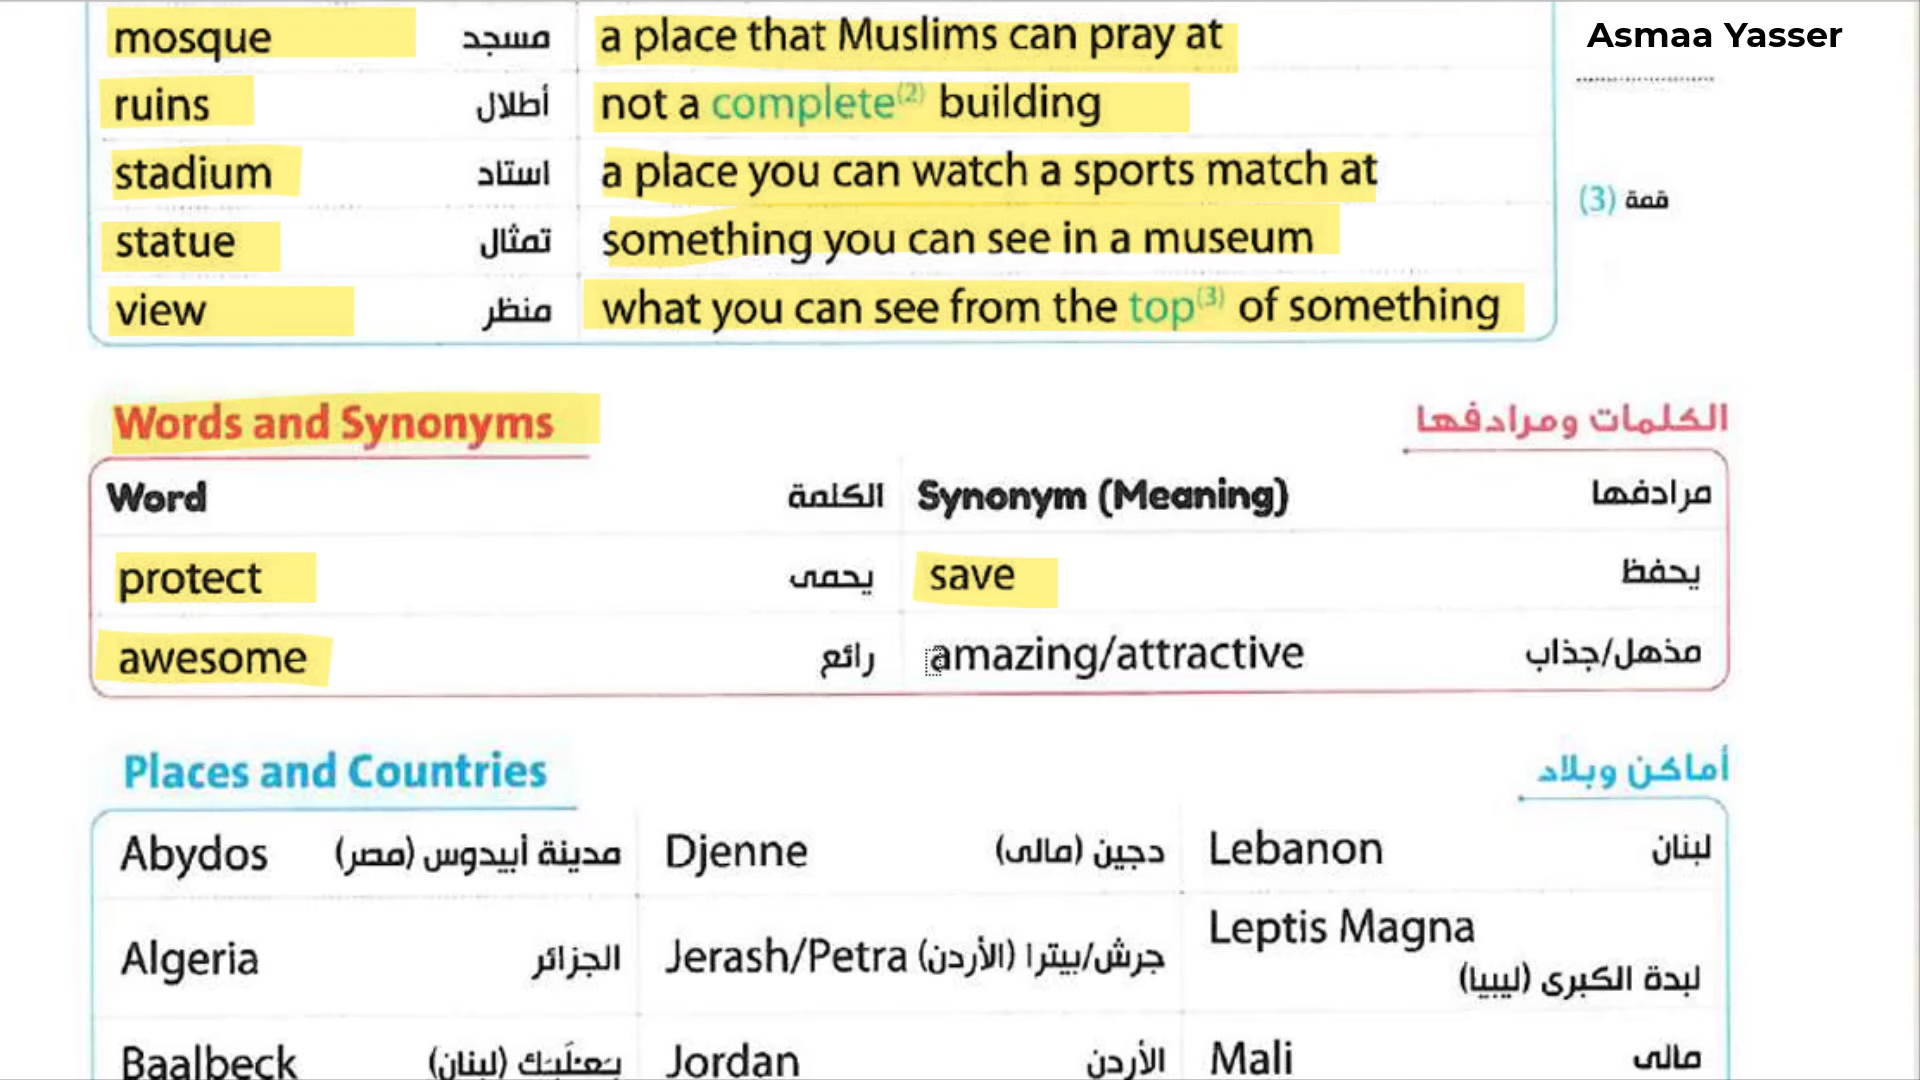 mosque مسجد a place that Muslims can pray at
Asmaa Yasser
ruins أطلال not a complete(2) building
stadium استاد a place you can watch a sports match at
(3) قمة
statue تمثال something you can see in a museum
view منظر what you can see from the top(3) of something
Words and Synonyms الكلمات ومرادفها
Word الكلمة Synonym (Meaning) مرادفها
protect يحمى save يحفظ
awesome رائع amazing/attractive مذهل/جذاب
Places and Countries أماكن وبلاد
Abydos مدينة أبيدوس (مصر) Djenne دجين (مالى) Lebanon لبنان
Algeria الجزائر Jerash/Petra جرش/بيترا (الأردن) Leptis Magna
لبدة الكبرى (ليبيا)
Baalbeck بَعلَبَك (لبنان) Jordan الأردن Mali مالى